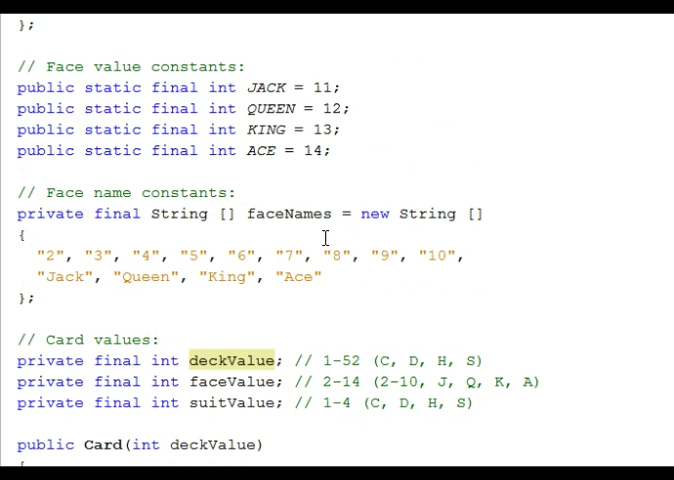 };
// Face value constants:
public static final int JACK = 11;
public static final int QUEEN = 12;
public static final int KING = 13;
public static final int ACE = 14;
// Face name constants:
private final String [] faceNames = new String []
{
"2", "3", "4", "5", "6", "7", "8", "9", "10",
"Jack", "Queen", "King", "Ace"
};
// Card values:
private final int deckValue; // 1-52 (C, D, H, S)
private final int faceValue; // 2-14 (2-10, J, Q, K, A)
private final int suitValue; // 1-4 (C, D, H, S)
public Card(int deckValue)
{